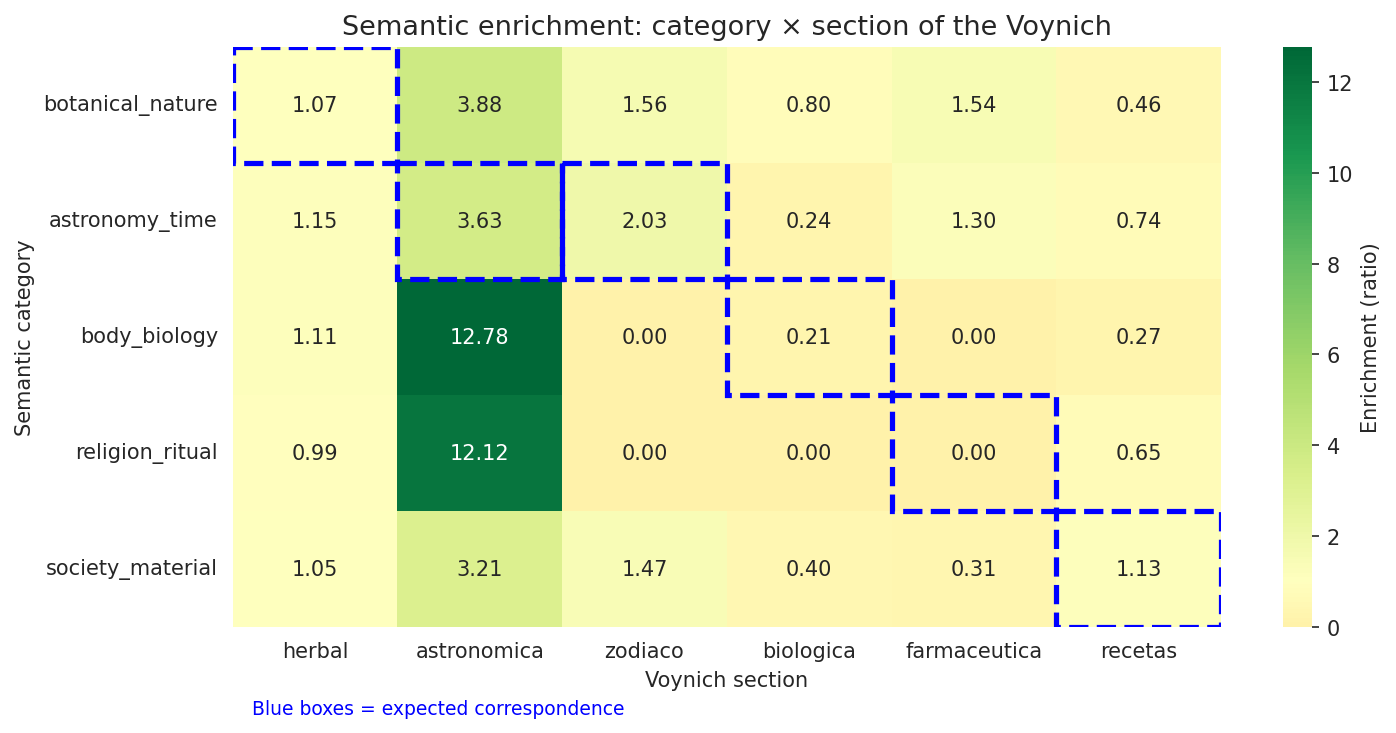 Semantic enrichment: category × section of the Voynich
botanical_nature 1.07 3.88 1.56 0.80 1.54 0.46
astronomy_time 1.15 3.63 2.03 0.24 1.30 0.74
body_biology 1.11 12.78 0.00 0.21 0.00 0.27
religion_ritual 0.99 12.12 0.00 0.00 0.00 0.65
society_material 1.05 3.21 1.47 0.40 0.31 1.13
herbal astronomica zodiaco biologica farmaceutica recetas
Voynich section
Semantic category
Blue boxes = expected correspondence
12
10
8
6
4
2
0
Enrichment (ratio)